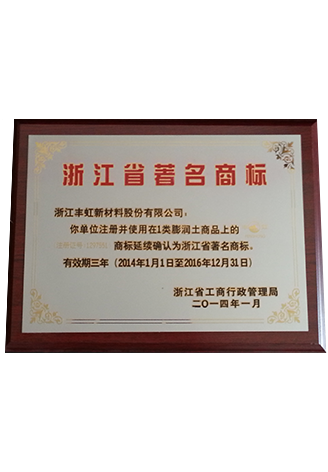 浙江省著名商标
浙江丰虹新材料股份有限公司:
你单位注册并使用在1类膨润土商品上的
商标延续确认为浙江省著名商标。
有效期三年(2014年1月1日至2016年12月31日)
浙江省工商行政管理局
二〇一四年一月